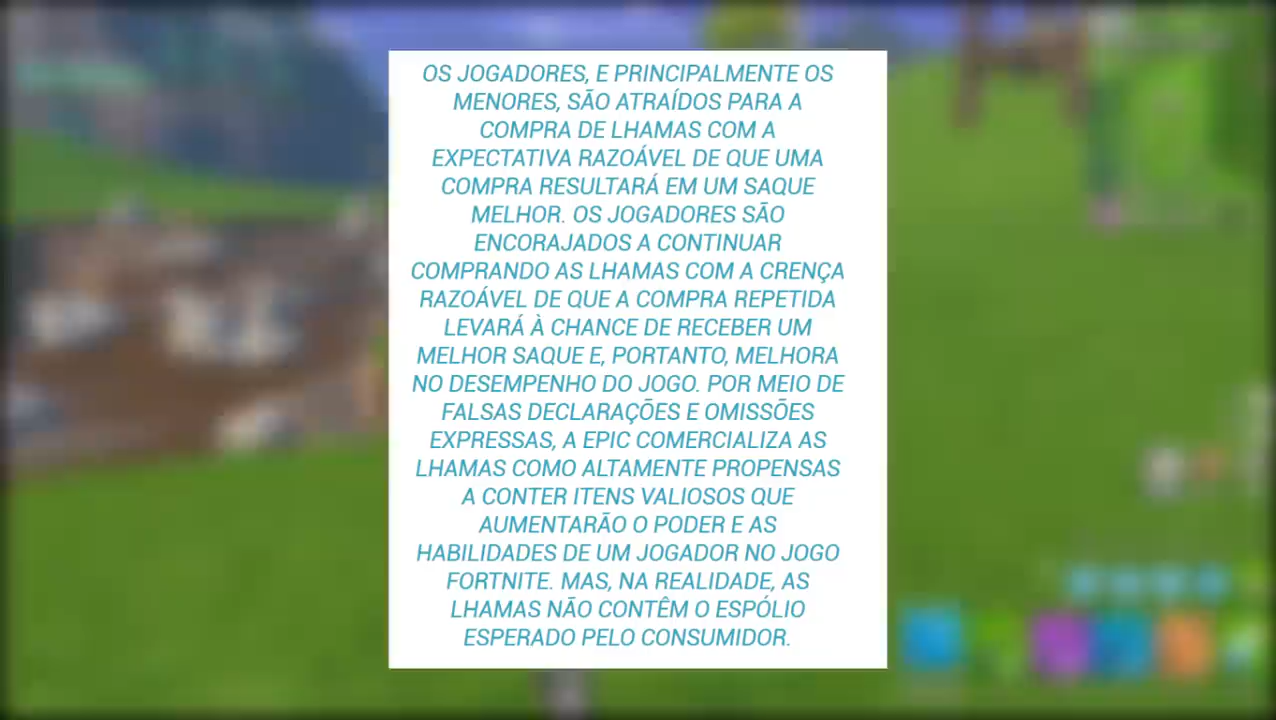 OS JOGADORES, E PRINCIPALMENTE OS
MENORES, SÃO ATRAÍDOS PARA A
COMPRA DE LHAMAS COM A
EXPECTATIVA RAZOÁVEL DE QUE UMA
COMPRA RESULTARÁ EM UM SAQUE
MELHOR. OS JOGADORES SÃO
ENCORAJADOS A CONTINUAR
COMPRANDO AS LHAMAS COM A CRENÇA
RAZOÁVEL DE QUE A COMPRA REPETIDA
LEVARÁ À CHANCE DE RECEBER UM
MELHOR SAQUE E, PORTANTO, MELHORA
NO DESEMPENHO DO JOGO. POR MEIO DE
FALSAS DECLARAÇÕES E OMISSÕES
EXPRESSAS, A EPIC COMERCIALIZA AS
LHAMAS COMO ALTAMENTE PROPENSAS
A CONTER ITENS VALIOSOS QUE
AUMENTARÃO O PODER E AS
HABILIDADES DE UM JOGADOR NO JOGO
FORTNITE. MAS, NA REALIDADE, AS
LHAMAS NÃO CONTÊM O ESPÓLIO
ESPERADO PELO CONSUMIDOR.